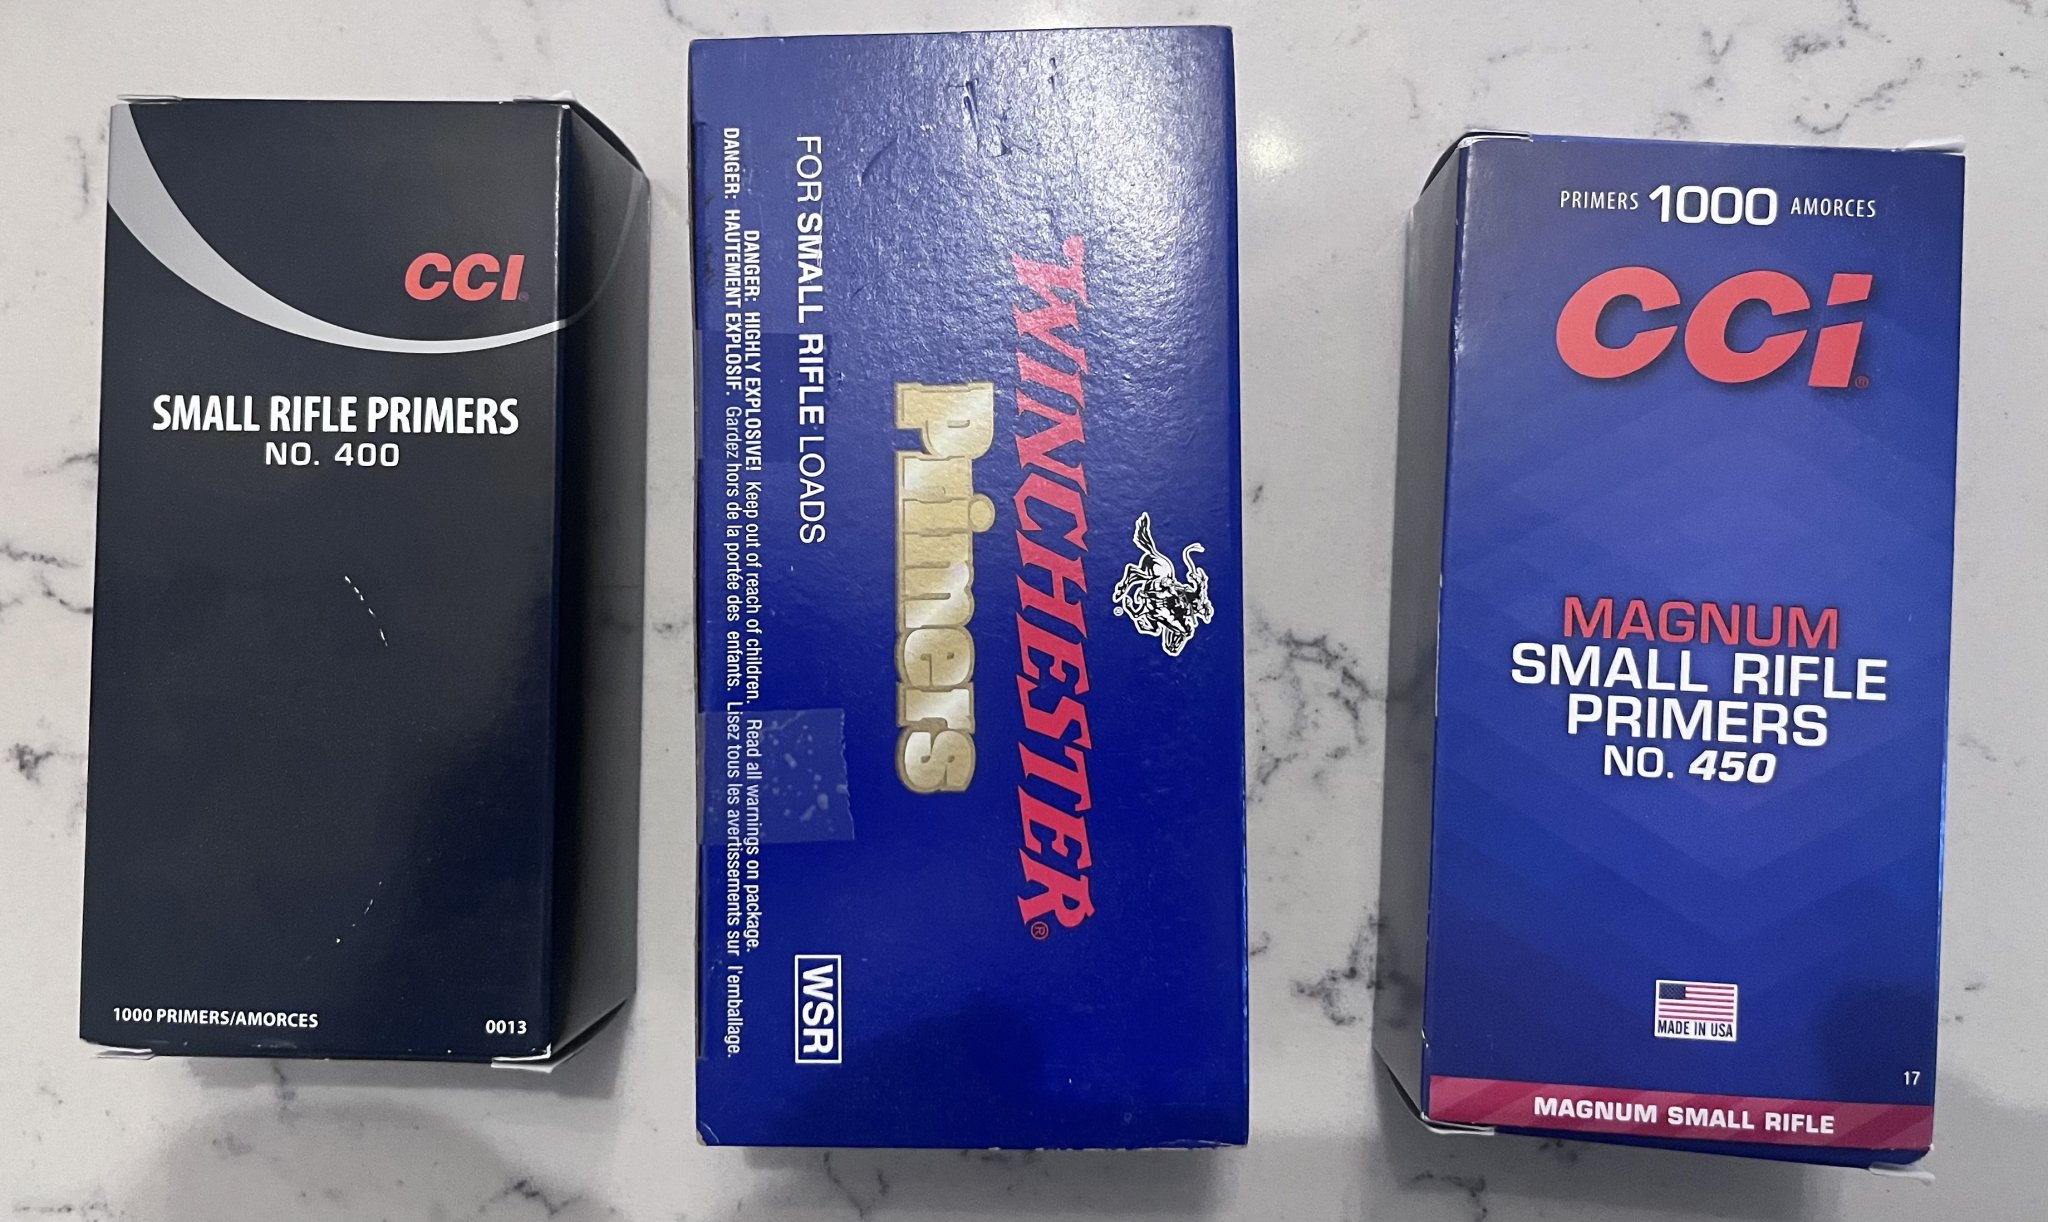 CCI
SMALL RIFLE PRIMERS
NO. 400
1000 PRIMERS/AMORCES
0013
WINCHESTER®
Primers
FOR SMALL RIFLE LOADS
WSR
DANGER: HIGHLY EXPLOSIVE! Keep out of reach of children. Read all warnings on package.
DANGER: HAUTEMENT EXPLOSIF. Gardez hors de la portée des enfants. Lisez tous les avertissements sur l'emballage.
PRIMERS 1000 AMORCES
CCI®
MAGNUM
SMALL RIFLE
PRIMERS
NO. 450
MADE IN USA
17
MAGNUM SMALL RIFLE